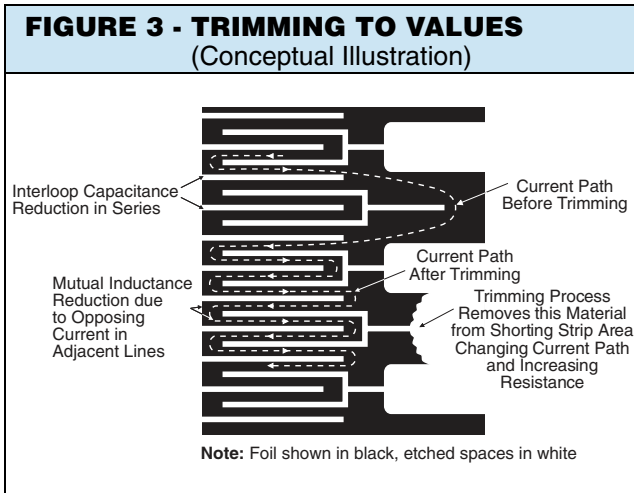 FIGURE 3 - TRIMMING TO VALUES
(Conceptual Illustration)
Interloop Capacitance
Reduction in Series
Current Path
Before Trimming
Mutual Inductance
Reduction due
to Opposing
Current in
Adjacent Lines
Current Path
After Trimming
Trimming Process
Removes this Material
from Shorting Strip Area
Changing Current Path
and Increasing
Resistance
Note: Foil shown in black, etched spaces in white